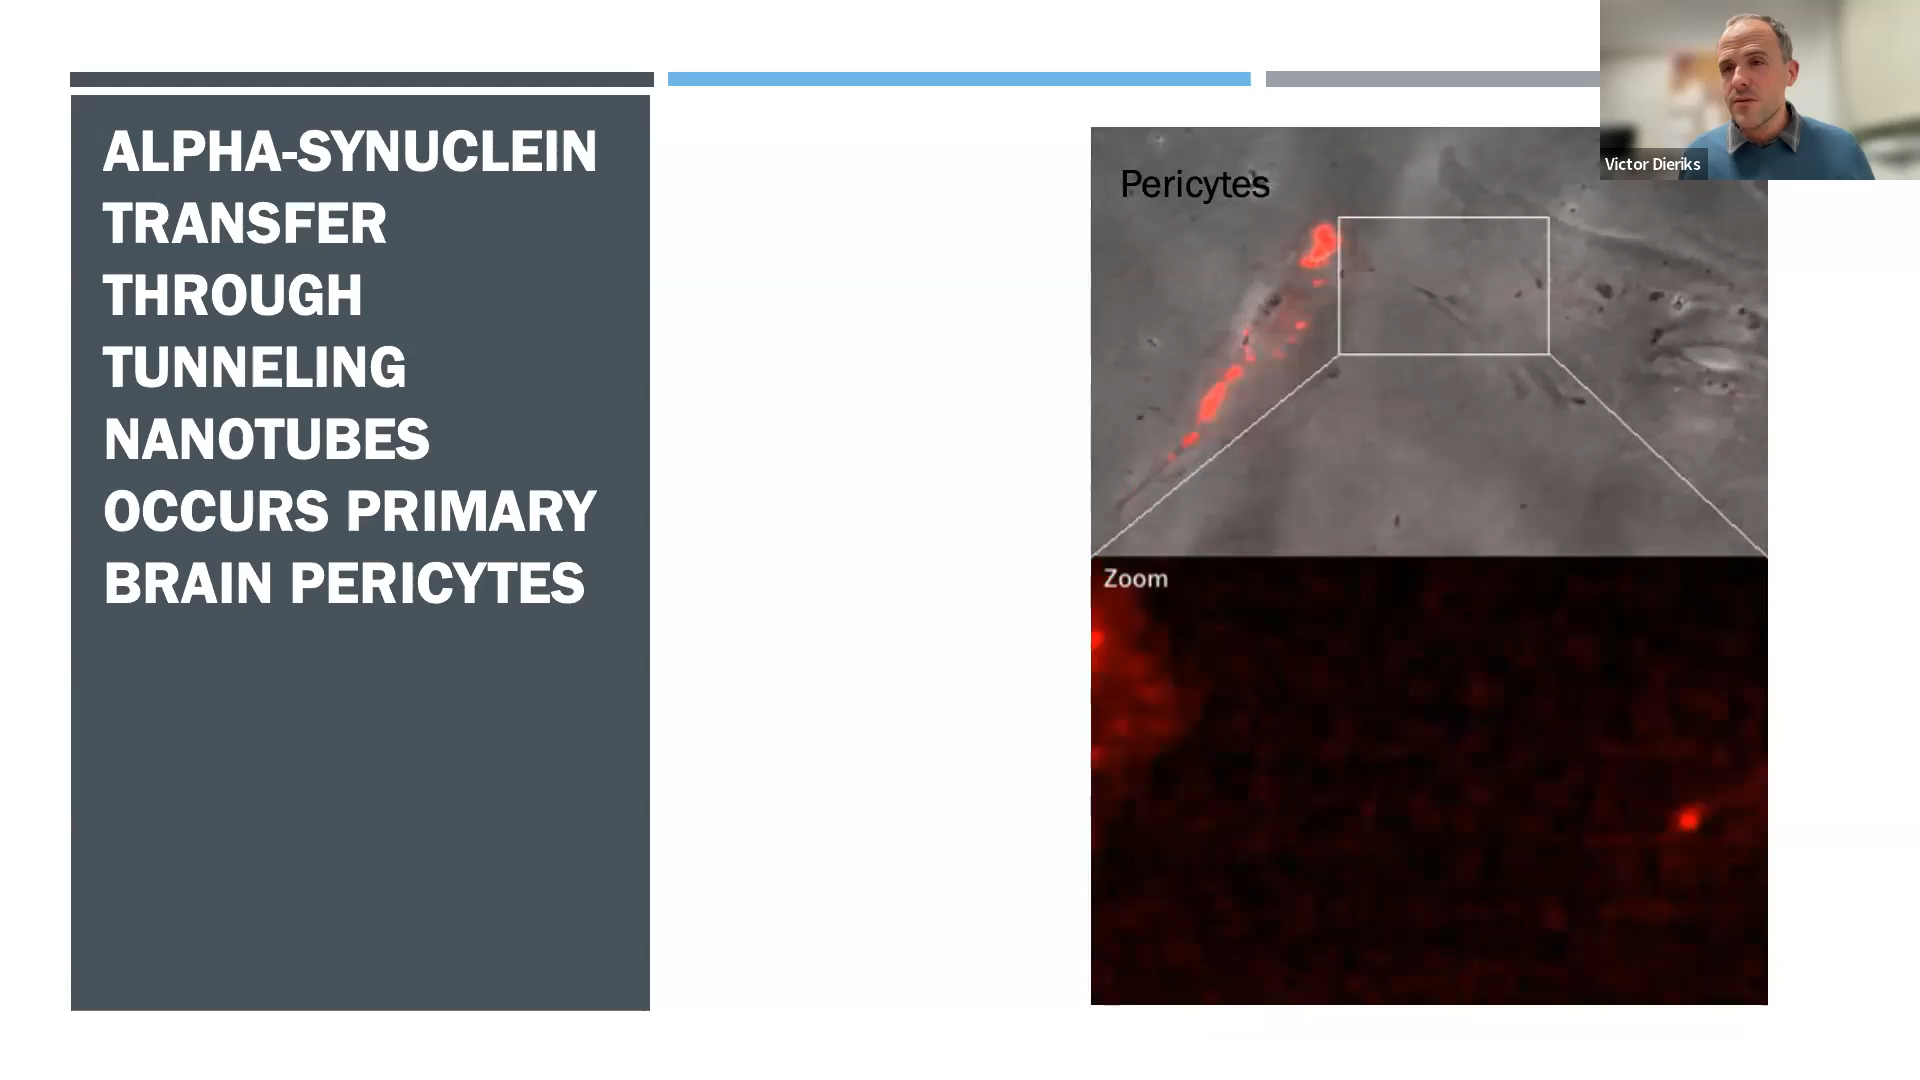 ALPHA-SYNUCLEIN
TRANSFER
THROUGH
TUNNELING
NANOTUBES
OCCURS PRIMARY
BRAIN PERICYTES
Pericytes
Zoom
Victor Dieriks